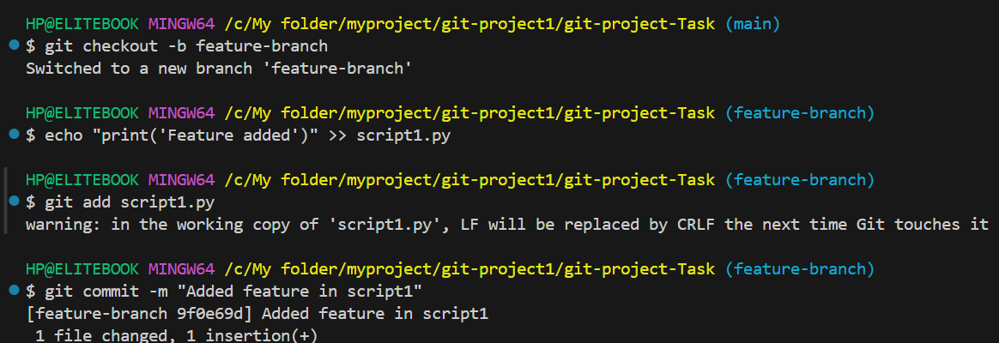 HP@ELITEBOOK MINGW64 /c/My folder/myproject/git-project1/git-project-Task (main)
$ git checkout -b feature-branch
Switched to a new branch 'feature-branch'
HP@ELITEBOOK MINGW64 /c/My folder/myproject/git-project1/git-project-Task (feature-branch)
$ echo "print('Feature added')" >> script1.py
HP@ELITEBOOK MINGW64 /c/My folder/myproject/git-project1/git-project-Task (feature-branch)
$ git add script1.py
warning: in the working copy of 'script1.py', LF will be replaced by CRLF the next time Git touches it
HP@ELITEBOOK MINGW64 /c/My folder/myproject/git-project1/git-project-Task (feature-branch)
$ git commit -m "Added feature in script1"
[feature-branch 9f0e69d] Added feature in script1
1 file changed, 1 insertion(+)